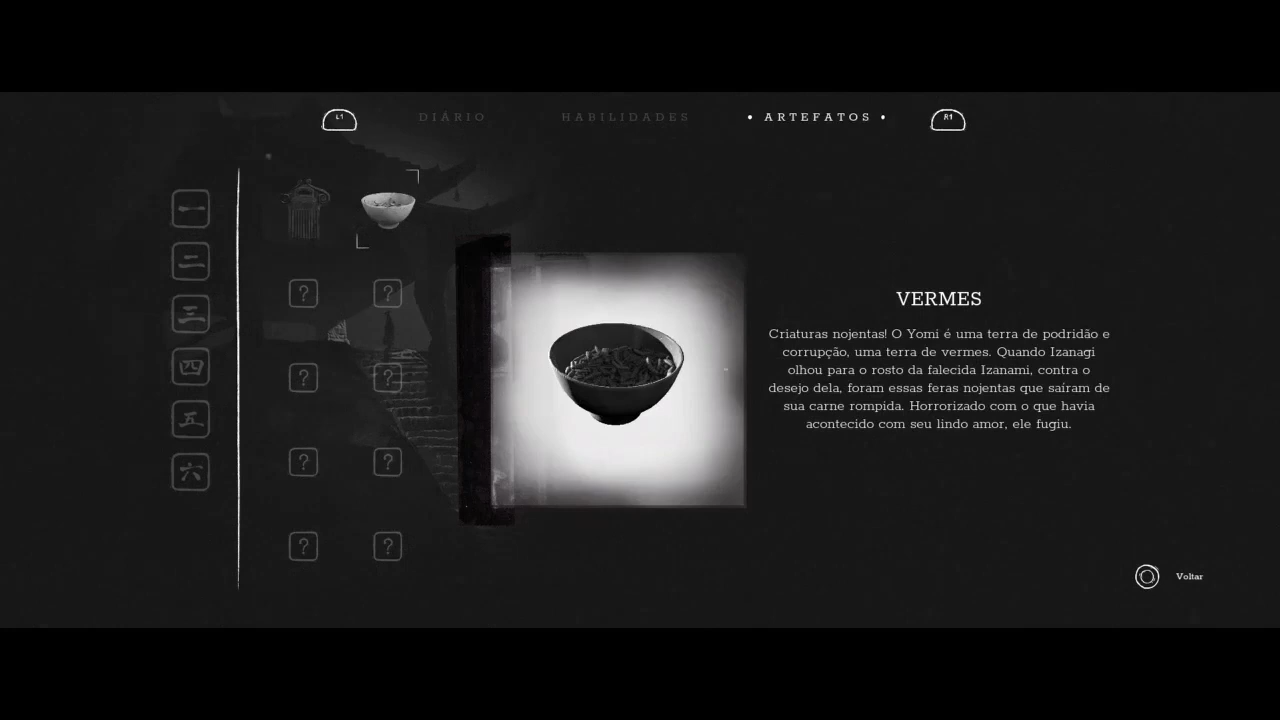 L1
DIÁRIO
HABILIDADES
• ARTEFATOS •
R1
一
二
三
四
五
六
?
?
?
?
?
?
?
?
VERMES
Criaturas nojentas! O Yomi é uma terra de podridão e
corrupção, uma terra de vermes. Quando Izanagi
olhou para o rosto da falecida Izanami, contra o
desejo dela, foram essas feras nojentas que saíram de
sua carne rompida. Horrorizado com o que havia
acontecido com seu lindo amor, ele fugiu.
Voltar